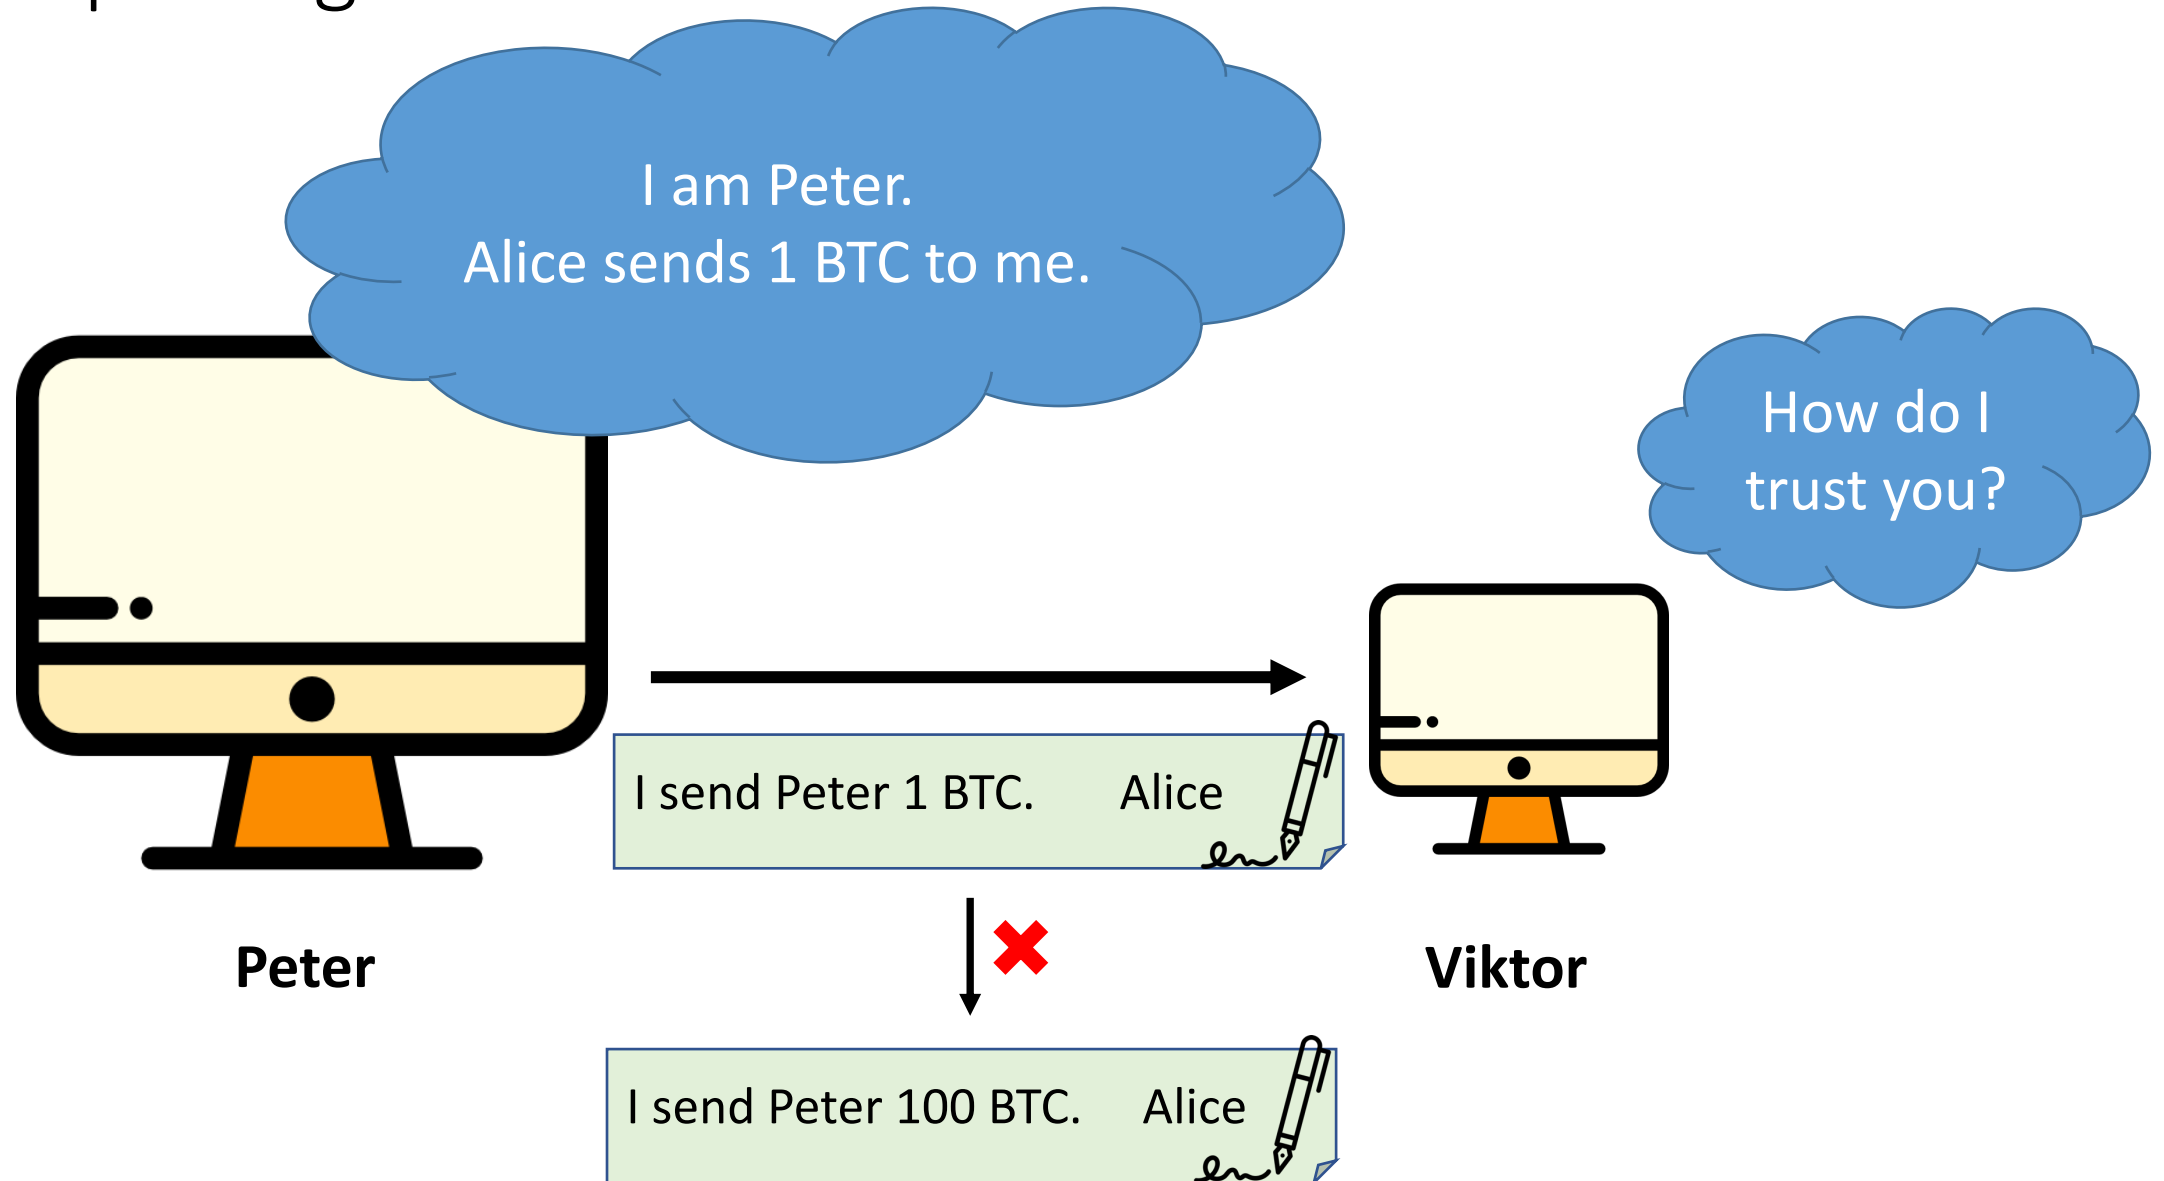 I am Peter.
Alice sends 1 BTC to me.
How do I
trust you?
I send Peter 1 BTC. Alice
Peter
Viktor
I send Peter 100 BTC. Alice